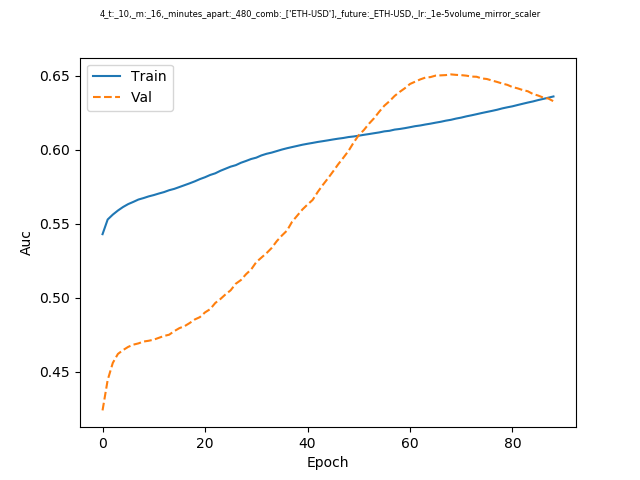 4_t:_10,_m:_16,_minutes_apart:_480_comb:_['ETH-USD'],_future:_ETH-USD,_lr:_1e-5volume_mirror_scaler
Train
Val
0.65
0.60
0.55
0.50
0.45
Auc
0 20 40 60 80
Epoch